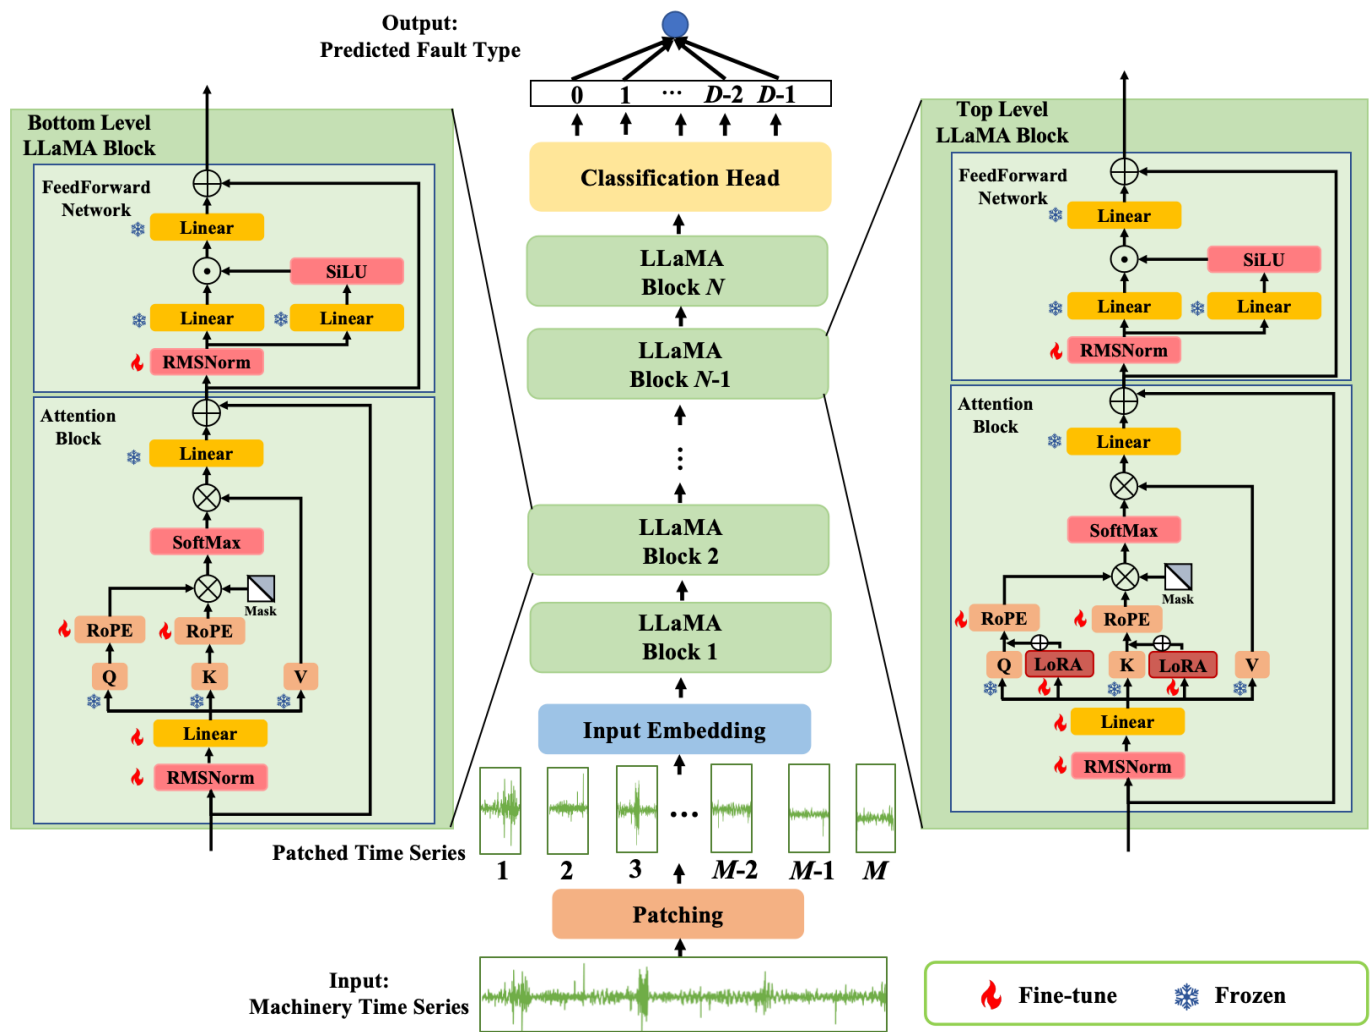 Output:
Predicted Fault Type
0 1 ... D-2 D-1
Classification Head
LLaMA
Block N
LLaMA
Block N-1
...
LLaMA
Block 2
LLaMA
Block 1
Input Embedding
...
Patched Time Series
1 2 3 M-2 M-1 M
Patching
Input:
Machinery Time Series
Bottom Level
LLaMA Block
FeedForward
Network
Linear
SiLU
Linear
Linear
RMSNorm
Attention
Block
Linear
SoftMax
Mask
RoPE
RoPE
Q
K
V
Linear
RMSNorm
Top Level
LLaMA Block
FeedForward
Network
Linear
SiLU
Linear
Linear
RMSNorm
Attention
Block
Linear
SoftMax
Mask
RoPE
RoPE
Q
LoRA
K
LoRA
V
Linear
RMSNorm
Fine-tune
Frozen